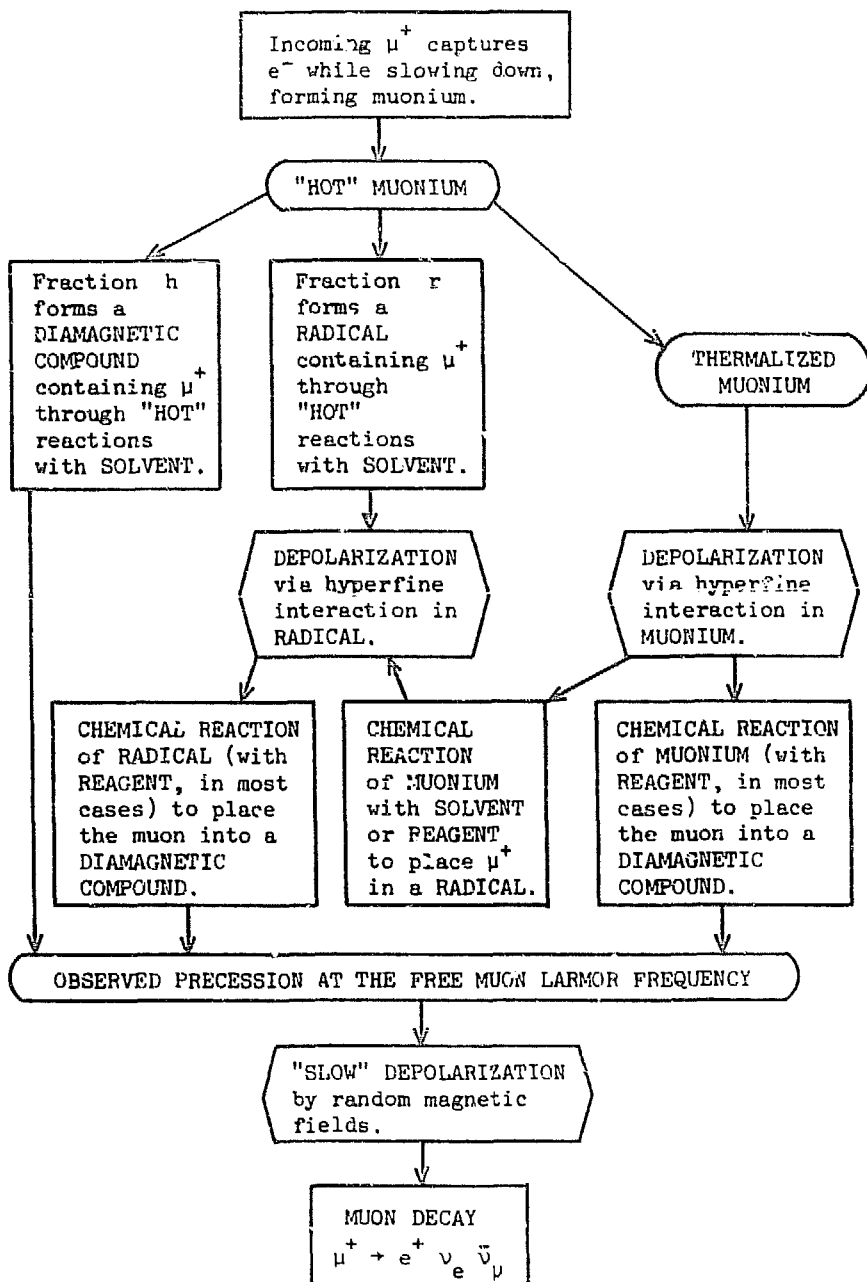 Incoming μ⁺ captures
e⁻ while slowing down,
forming muonium.
"HOT" MUONIUM
Fraction h
forms a
DIAMAGNETIC
COMPOUND
containing μ⁺
through "HOT"
reactions
with SOLVENT.
Fraction r
forms a
RADICAL
containing μ⁺
through
"HOT"
reactions
with SOLVENT.
THERMALIZED
MUONIUM
DEPOLARIZATION
via hyperfine
interaction in
RADICAL.
DEPOLARIZATION
via hyperfine
interaction in
MUONIUM.
CHEMICAL REACTION
of RADICAL (with
REAGENT, in most
cases) to place
the muon into a
DIAMAGNETIC
COMPOUND.
CHEMICAL
REACTION
of MUONIUM
with SOLVENT
or REAGENT
to place μ⁺
in a RADICAL.
CHEMICAL REACTION
of MUONIUM (with
REAGENT, in most
cases) to place
the muon into a
DIAMAGNETIC
COMPOUND.
OBSERVED PRECESSION AT THE FREE MUON LARMOR FREQUENCY
"SLOW" DEPOLARIZATION
by random magnetic
fields.
MUON DECAY
μ⁺ → e⁺ νₑ ν̄_μ